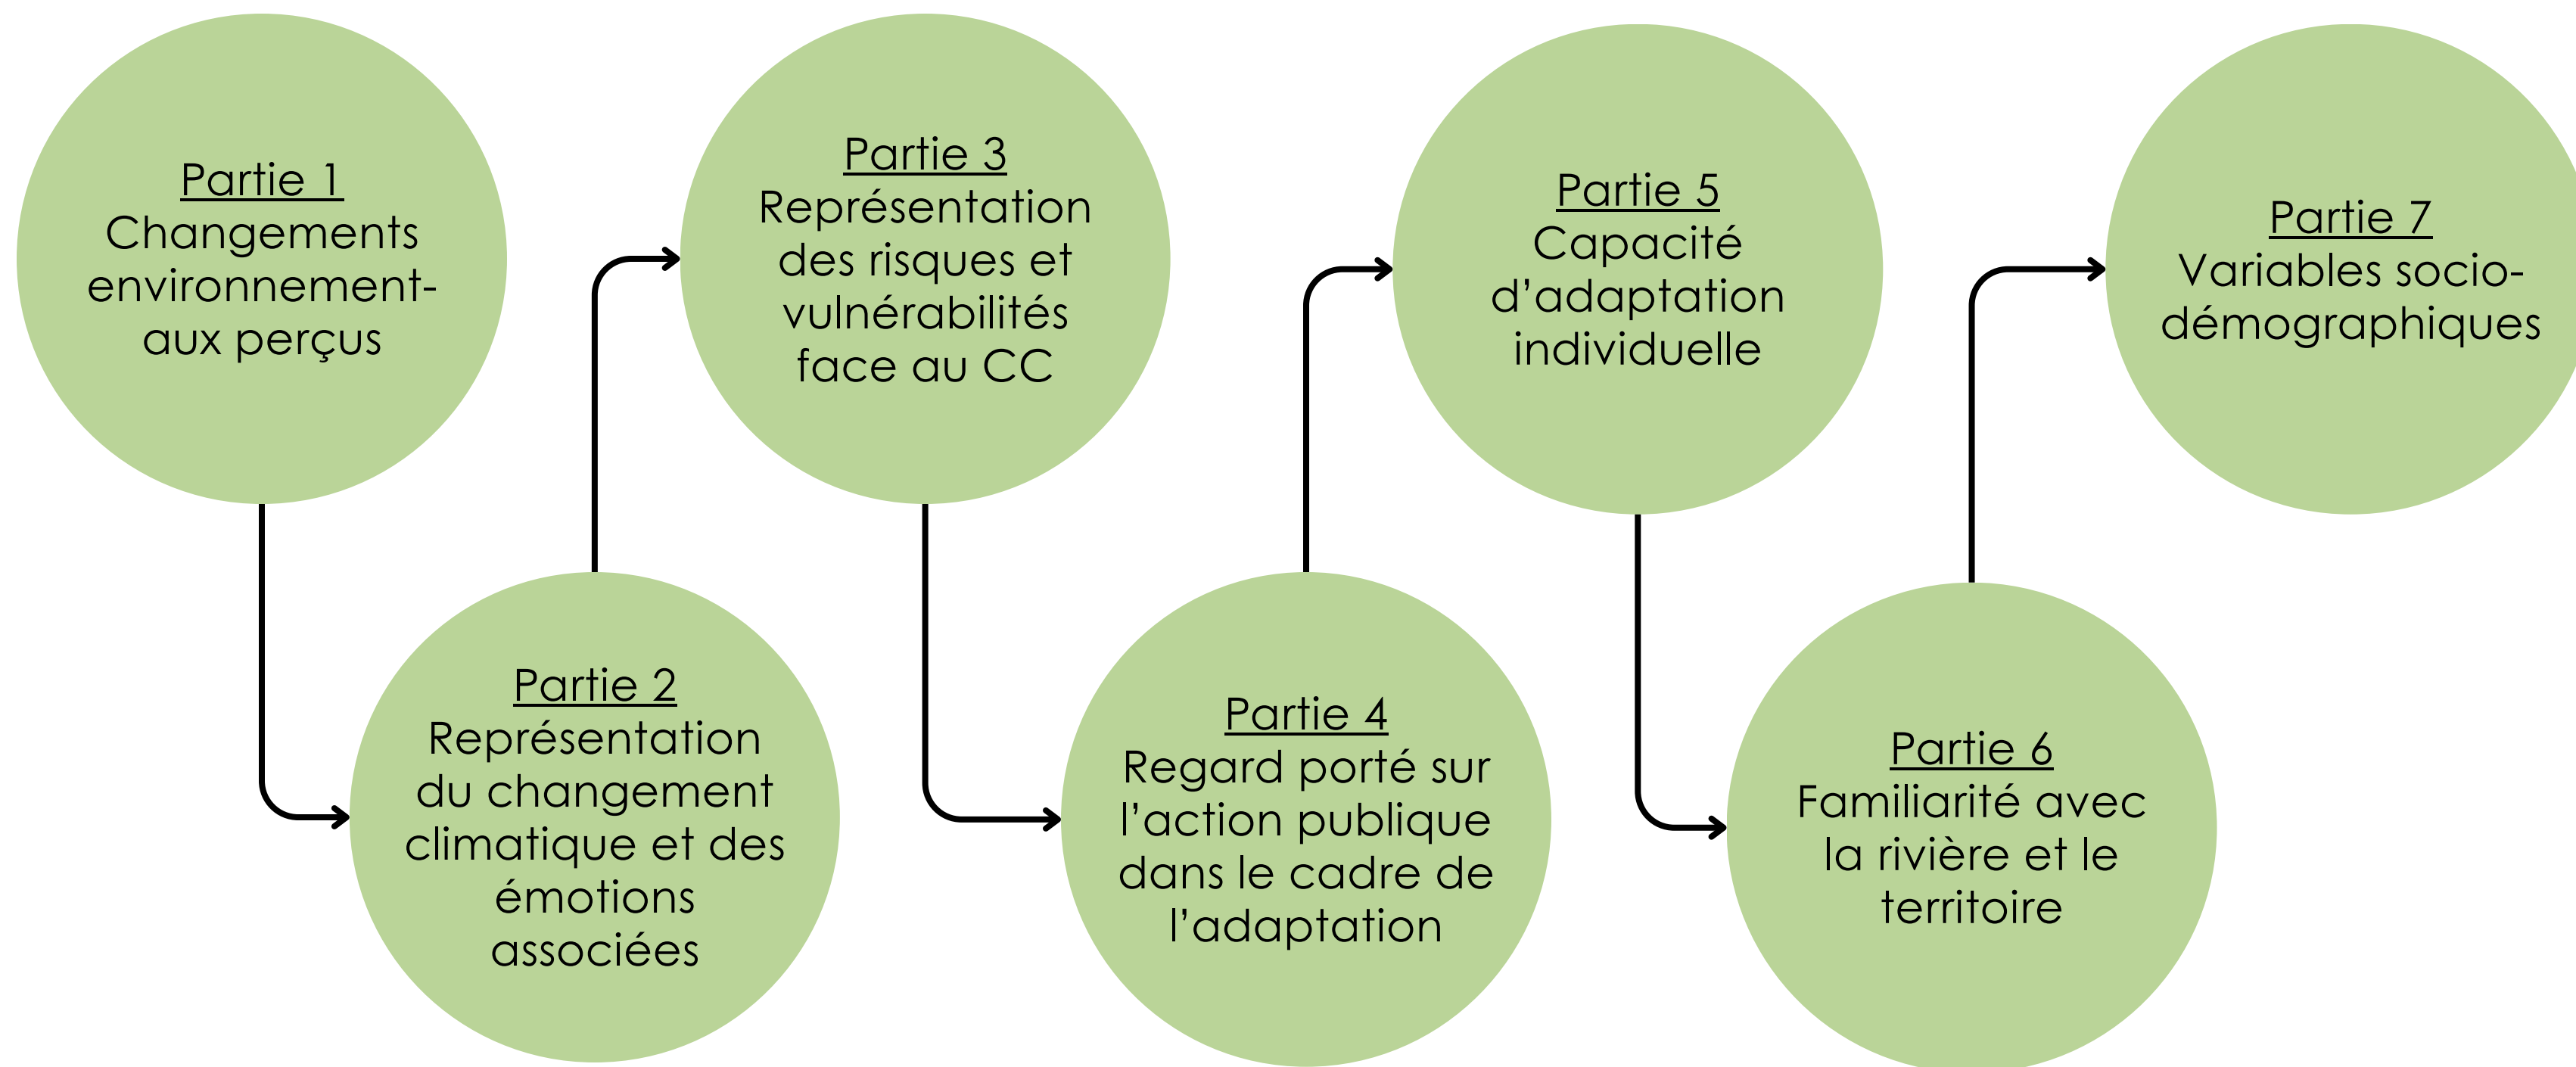 Partie 1
Changements
environnement-
aux perçus
Partie 2
Représentation
du changement
climatique et des
émotions
associées
Partie 3
Représentation
des risques et
vulnérabilités
face au CC
Partie 4
Regard porté sur
l’action publique
dans le cadre de
l’adaptation
Partie 5
Capacité
d’adaptation
individuelle
Partie 6
Familiarité avec
la rivière et le
territoire
Partie 7
Variables socio-
démographiques